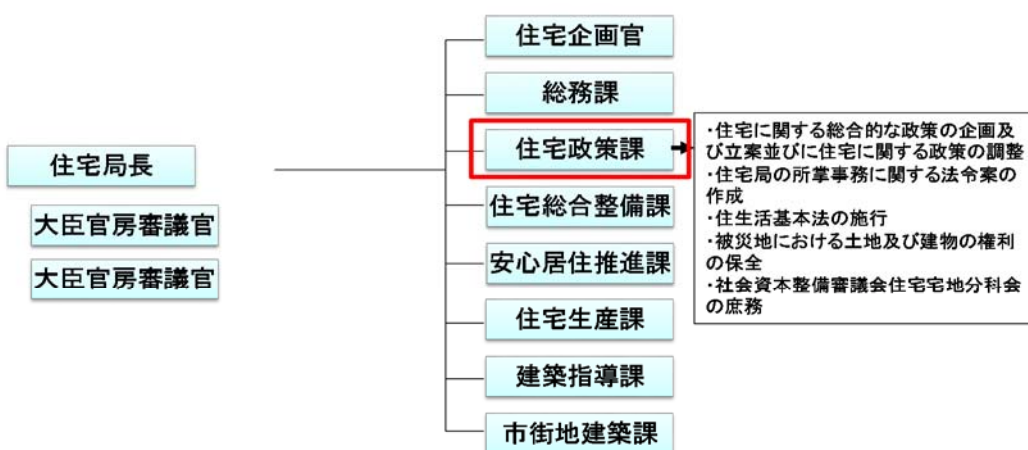 住宅局長
大臣官房審議官
大臣官房審議官
住宅企画官
総務課
住宅政策課
住宅総合整備課
安心居住推進課
住宅生産課
建築指導課
市街地建築課
・住宅に関する総合的な政策の企画及
び立案並びに住宅に関する政策の調整
・住宅局の所掌事務に関する法令案の
作成
・住生活基本法の施行
・被災地における土地及び建物の権利
の保全
・社会資本整備審議会住宅宅地分科会
の庶務